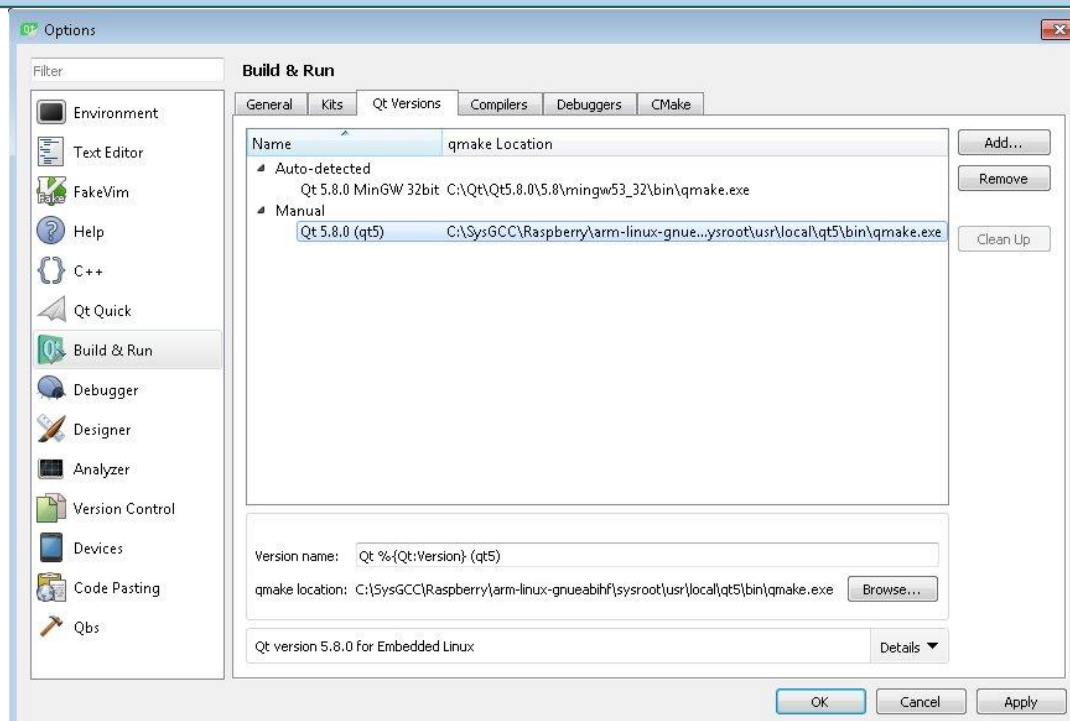 Options
Filter
Environment
Text Editor
FakeVim
Help
C++
Qt Quick
Build & Run
Debugger
Designer
Analyzer
Version Control
Devices
Code Pasting
Qbs
Build & Run
General Kits Qt Versions Compilers Debuggers CMake
Name qmake Location
Auto-detected
Qt 5.8.0 MinGW 32bit C:\Qt\Qt5.8.0\5.8\mingw53_32\bin\qmake.exe
Manual
Qt 5.8.0 (qt5) C:\SysGCC\Raspberry\arm-linux-gnue...ysroot\usr\local\qt5\bin\qmake.exe
Add...
Remove
Clean Up
Version name: Qt %{Qt:Version} (qt5)
qmake location: C:\SysGCC\Raspberry\arm-linux-gnueabihf\sysroot\usr\local\qt5\bin\qmake.exe Browse...
Qt version 5.8.0 for Embedded Linux Details
OK Cancel Apply